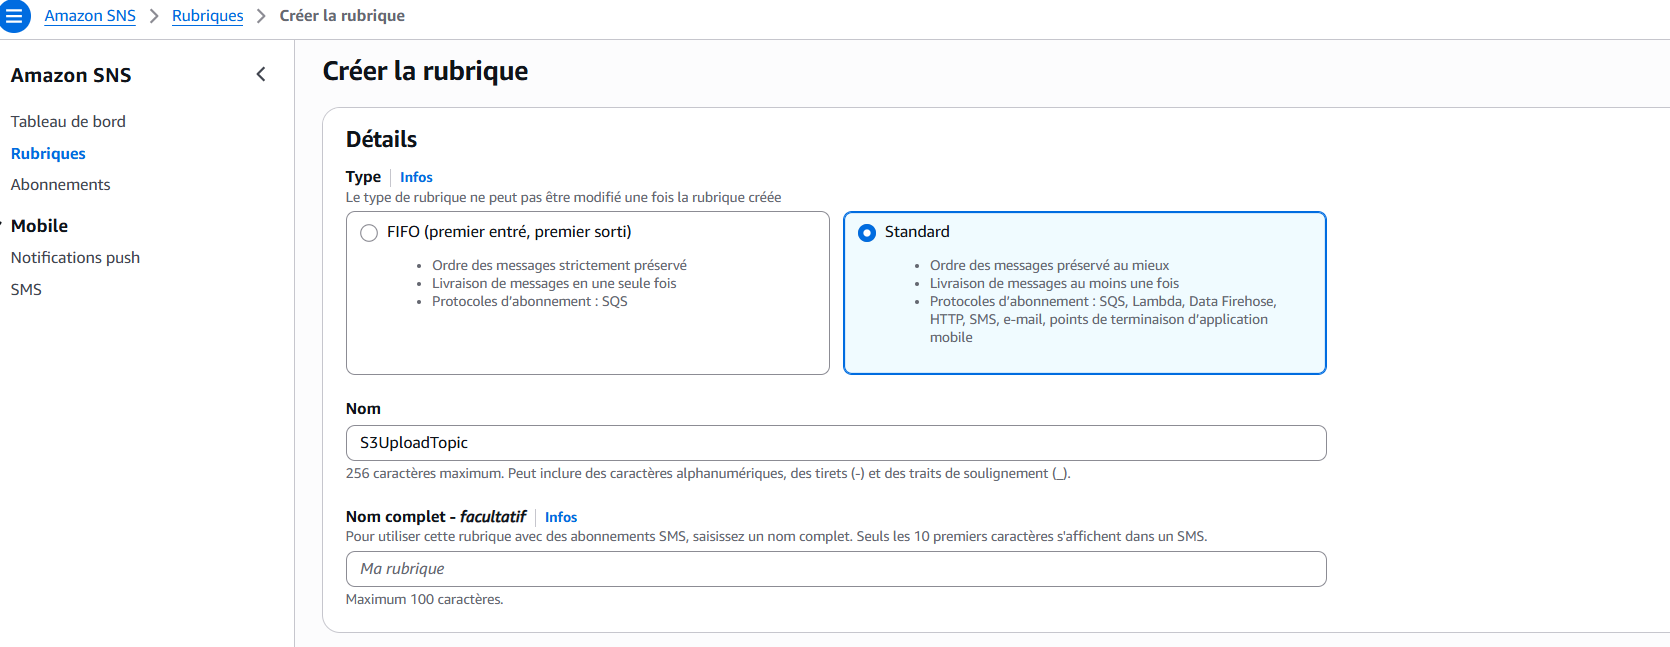 Amazon SNS > Rubriques > Créer la rubrique
Amazon SNS
Tableau de bord
Rubriques
Abonnements
Mobile
Notifications push
SMS
Créer la rubrique
Détails
Type Infos
Le type de rubrique ne peut pas être modifié une fois la rubrique créée
FIFO (premier entré, premier sorti)
• Ordre des messages strictement préservé
• Livraison de messages en une seule fois
• Protocoles d’abonnement : SQS
Standard
• Ordre des messages préservé au mieux
• Livraison de messages au moins une fois
• Protocoles d’abonnement : SQS, Lambda, Data Firehose,
HTTP, SMS, e-mail, points de terminaison d’application
mobile
Nom
S3UploadTopic
256 caractères maximum. Peut inclure des caractères alphanumériques, des tirets (-) et des traits de soulignement (_).
Nom complet - facultatif Infos
Pour utiliser cette rubrique avec des abonnements SMS, saisissez un nom complet. Seuls les 10 premiers caractères s'affichent dans un SMS.
Ma rubrique
Maximum 100 caractères.